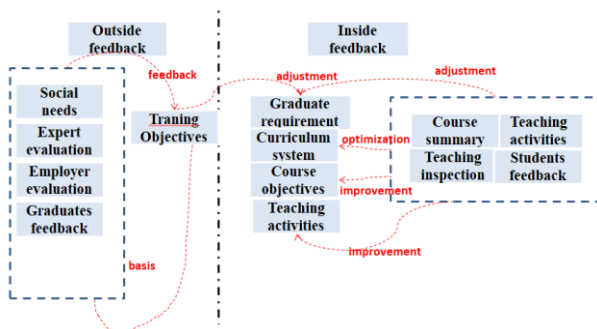 Outside
feedback
Inside
feedback
feedback
adjustment
adjustment
Social
needs
Expert
evaluation
Employer
evaluation
Graduates
feedback
Traning
Objectives
basis
Graduate
requirement
Curriculum
system
Course
objectives
Teaching
activities
optimization
improvement
improvement
Course
summary
Teaching
activities
Teaching
inspection
Students
feedback